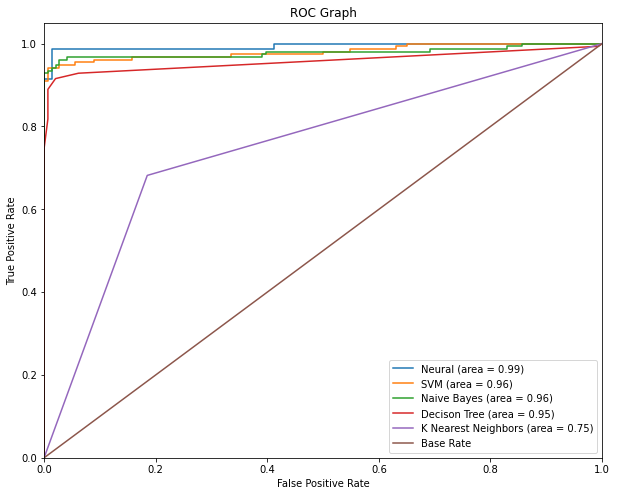 ROC Graph
1.0
0.8
0.6
0.4
0.2
0.0
True Positive Rate
0.0 0.2 0.4 0.6 0.8 1.0
False Positive Rate
Neural (area = 0.99)
SVM (area = 0.96)
Naive Bayes (area = 0.96)
Decison Tree (area = 0.95)
K Nearest Neighbors (area = 0.75)
Base Rate